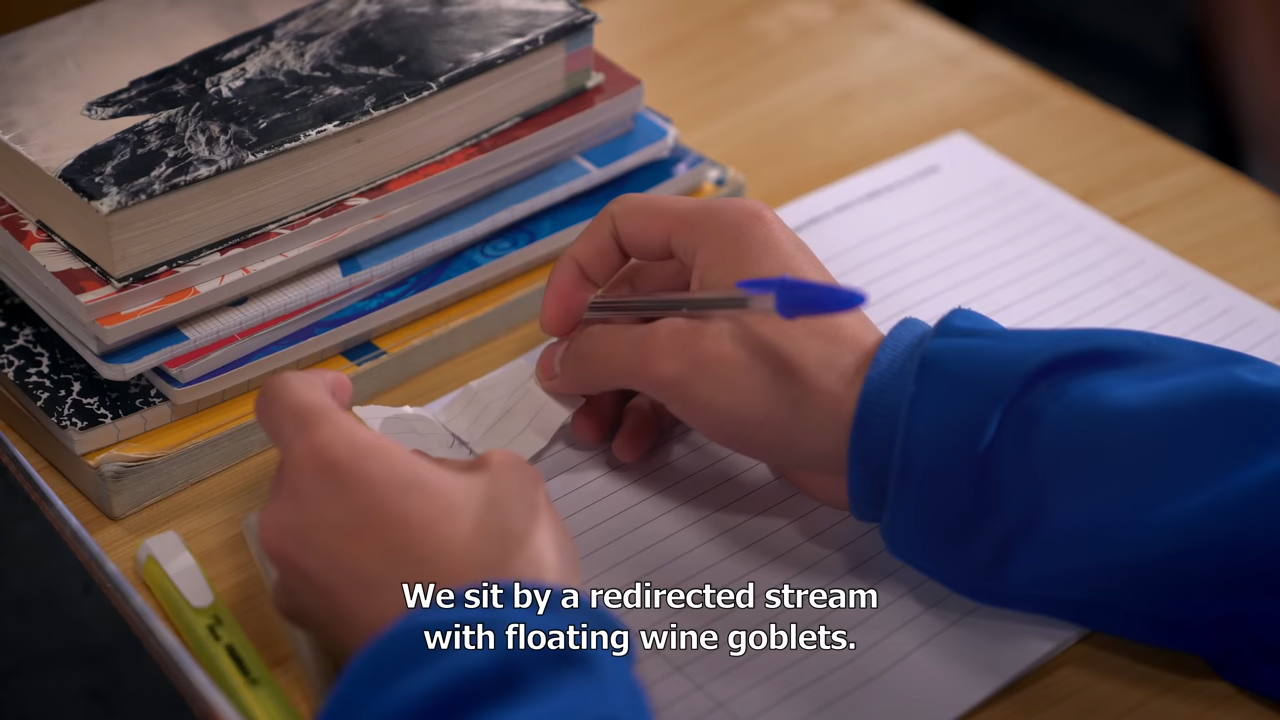 We sit by a redirected stream
with floating wine goblets.